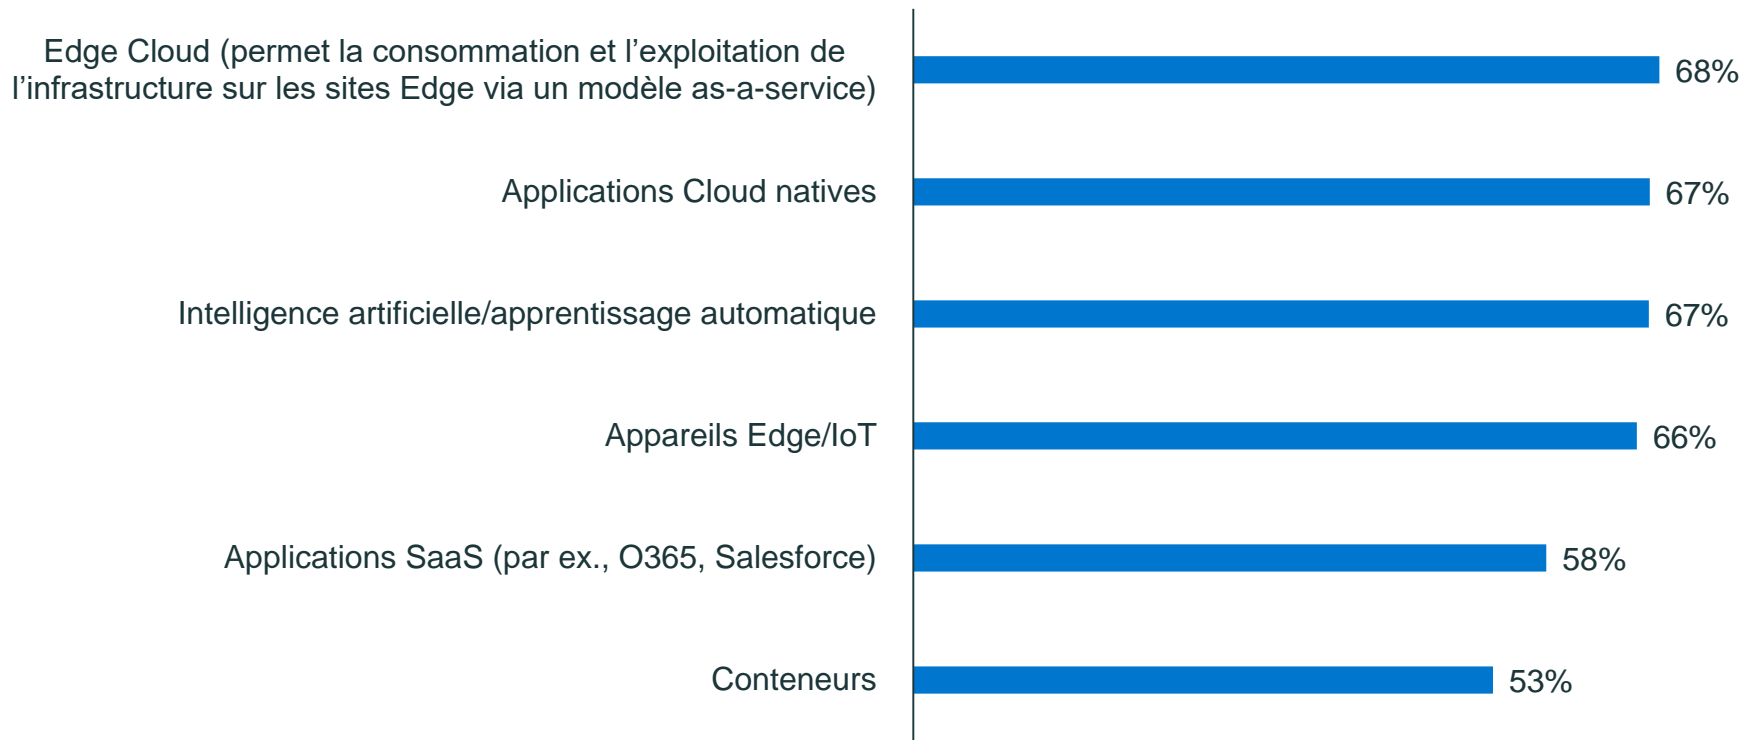 Edge Cloud (permet la consommation et l’exploitation de
l’infrastructure sur les sites Edge via un modèle as-a-service)
68%
Applications Cloud natives
67%
Intelligence artificielle/apprentissage automatique
67%
Appareils Edge/IoT
66%
Applications SaaS (par ex., O365, Salesforce)
58%
Conteneurs
53%